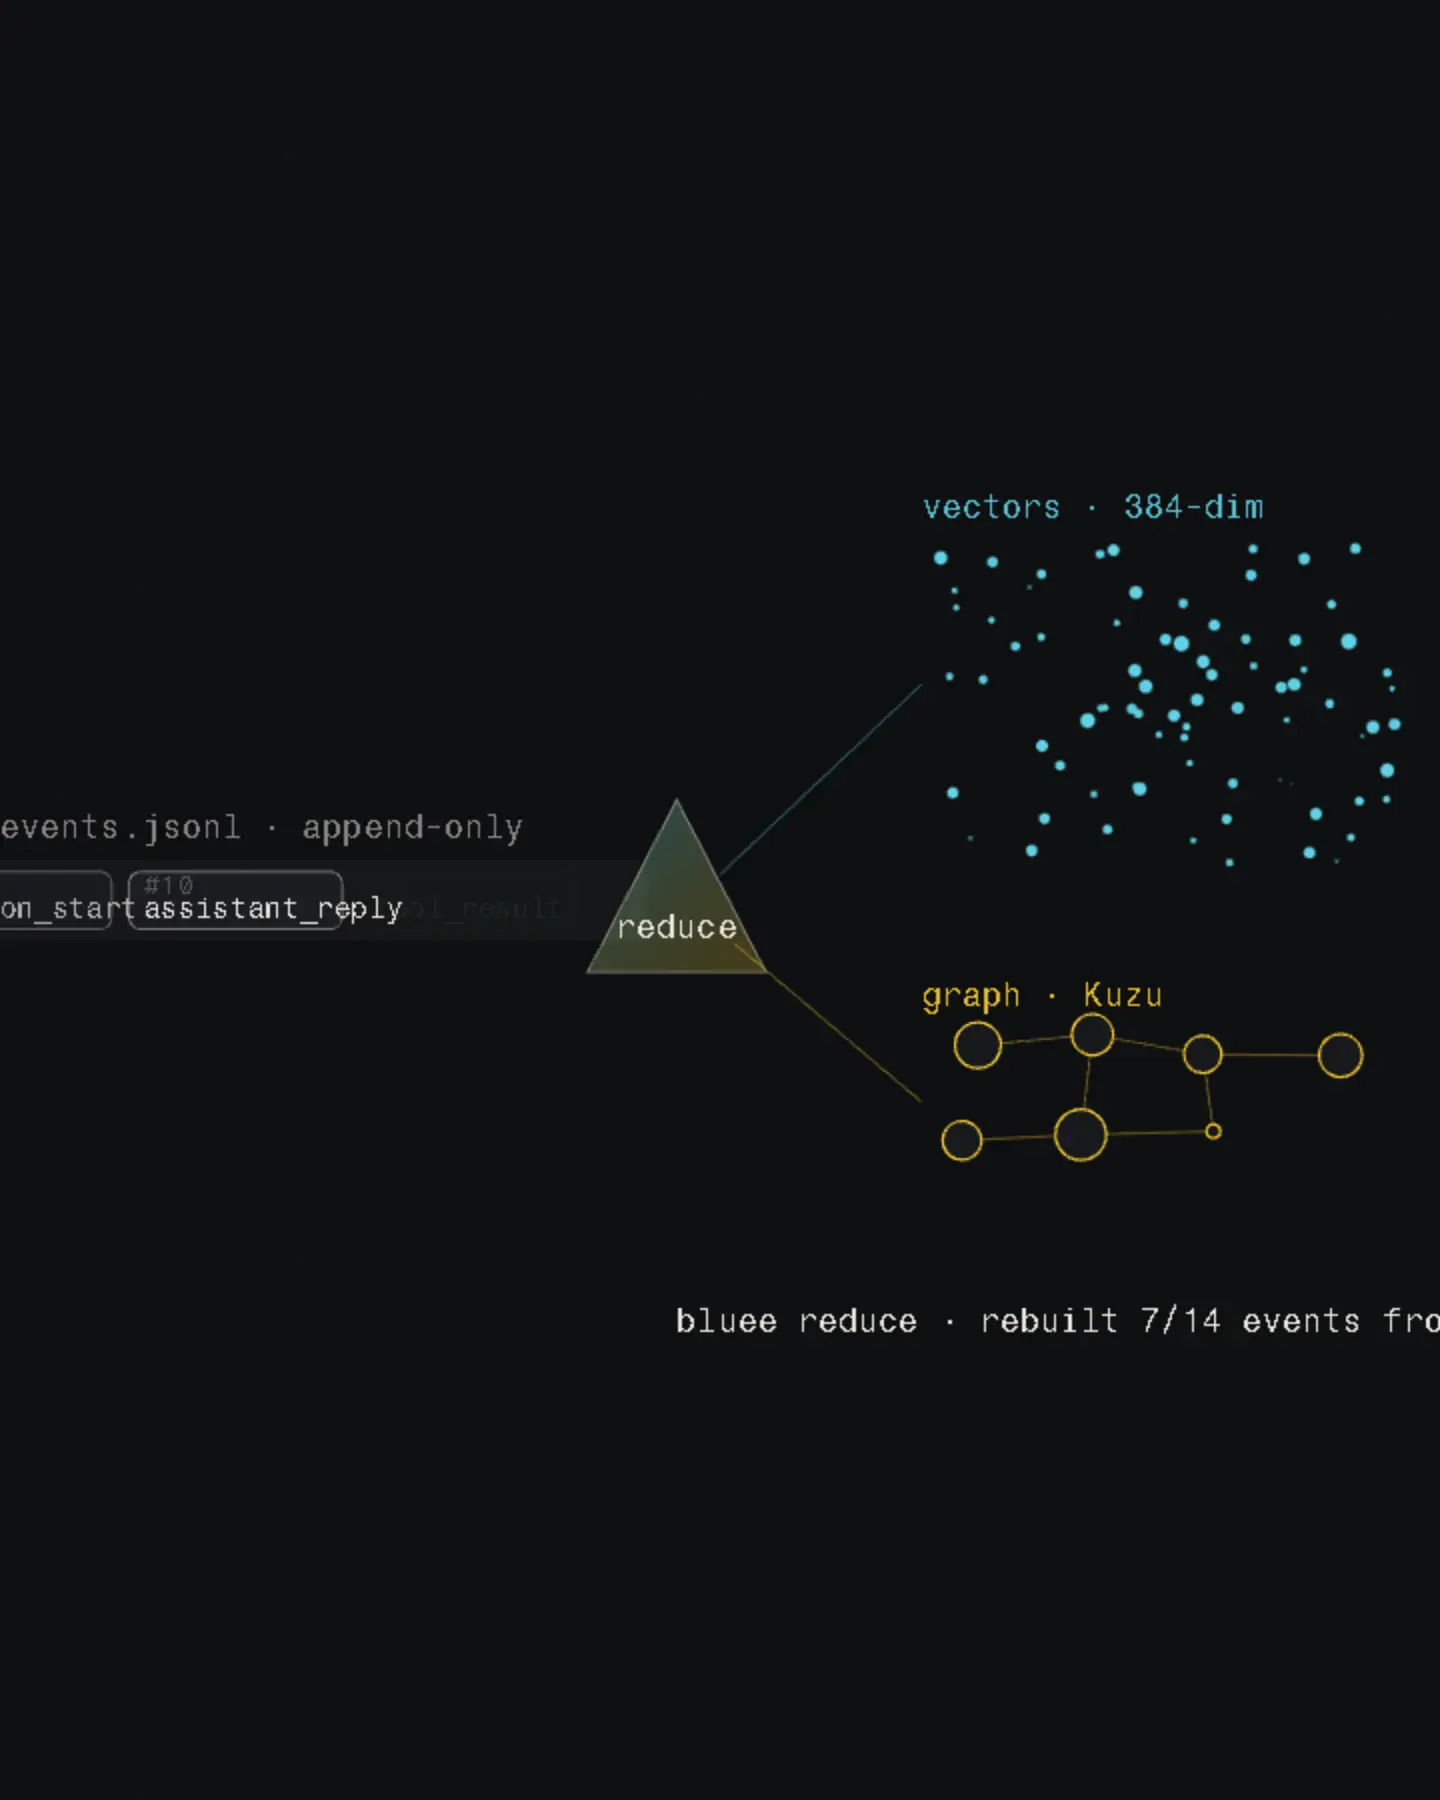 vectors · 384-dim
events.jsonl · append-only
#10
on_start assistant_reply ol_result
reduce
graph · Kuzu
bluee reduce · rebuilt 7/14 events fro